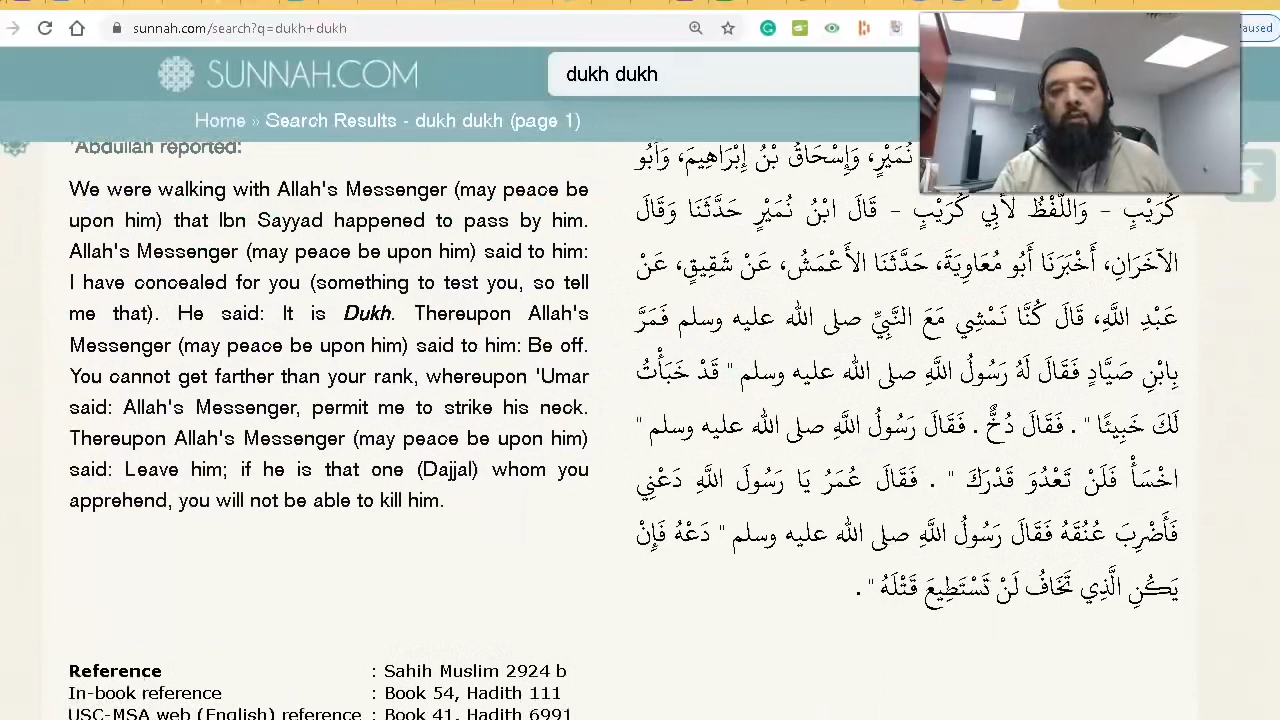 sunnah.com/search?q=dukh+dukh
Paused
SUNNAH.COM
dukh dukh
Home » Search Results - dukh dukh (page 1)
'Abdullah reported:
We were walking with Allah's Messenger (may peace be
upon him) that Ibn Sayyad happened to pass by him.
Allah's Messenger (may peace be upon him) said to him:
I have concealed for you (something to test you, so tell
me that). He said: It is Dukh. Thereupon Allah's
Messenger (may peace be upon him) said to him: Be off.
You cannot get farther than your rank, whereupon 'Umar
said: Allah's Messenger, permit me to strike his neck.
Thereupon Allah's Messenger (may peace be upon him)
said: Leave him; if he is that one (Dajjal) whom you
apprehend, you will not be able to kill him.
نُمَيْرٍ، وَإِسْحَاقُ بْنُ إِبْرَاهِيمَ، وَأَبُو
كُرَيْبٍ - وَاللَّفْظُ لأَبِي كُرَيْبٍ - قَالَ ابْنُ نُمَيْرٍ حَدَّثَنَا وَقَالَ
الآخَرَانِ، أَخْبَرَنَا أَبُو مُعَاوِيَةَ، حَدَّثَنَا الأَعْمَشُ، عَنْ شَقِيقٍ، عَنْ
عَبْدِ اللَّهِ، قَالَ كُنَّا نَمْشِي مَعَ النَّبِيِّ صلى الله عليه وسلم فَمَرَّ
بِابْنِ صَيَّادٍ فَقَالَ لَهُ رَسُولُ اللَّهِ صلى الله عليه وسلم " قَدْ خَبَأْتُ
لَكَ خَبِيئًا " . فَقَالَ دُخٌّ . فَقَالَ رَسُولُ اللَّهِ صلى الله عليه وسلم "
اخْسَأْ فَلَنْ تَعْدُوَ قَدْرَكَ " . فَقَالَ عُمَرُ يَا رَسُولَ اللَّهِ دَعْنِي
فَأَضْرِبَ عُنُقَهُ فَقَالَ رَسُولُ اللَّهِ صلى الله عليه وسلم " دَعْهُ فَإِنْ
يَكُنِ الَّذِي تَخَافُ لَنْ تَسْتَطِيعَ قَتْلَهُ " .
Reference : Sahih Muslim 2924 b
In-book reference : Book 54, Hadith 111
USC-MSA web (English) reference : Book 41, Hadith 6991